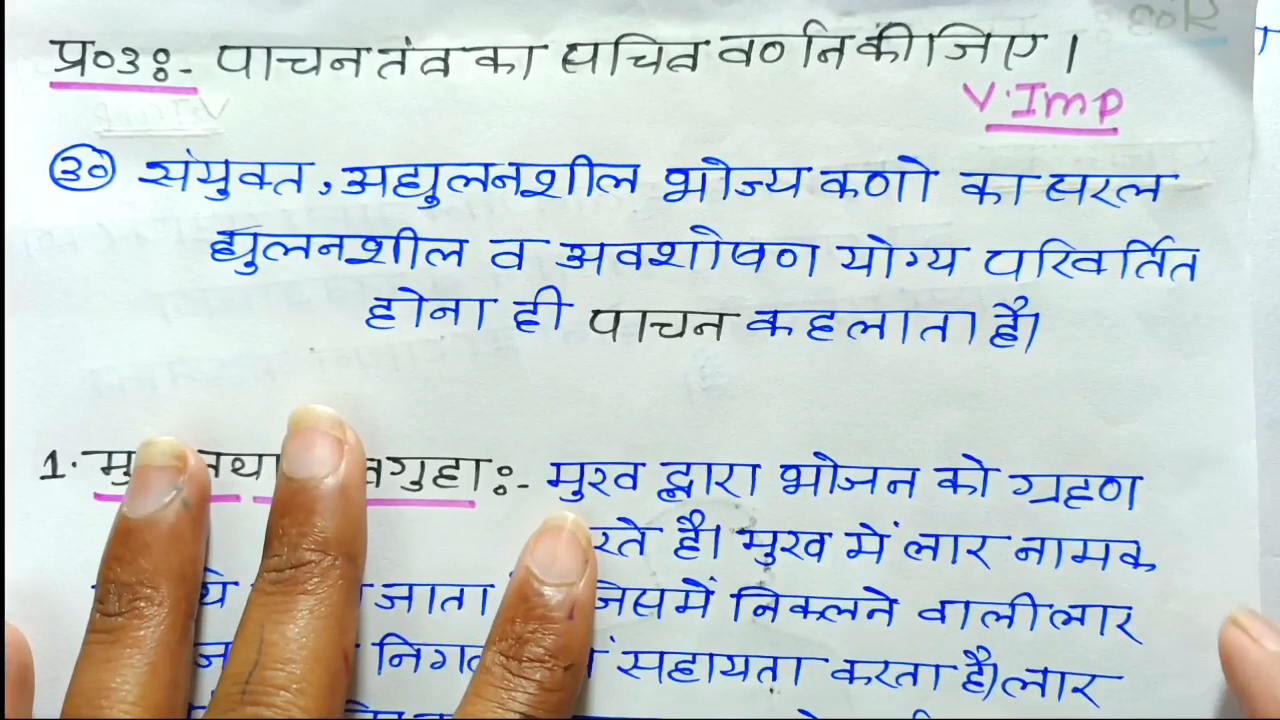 प्र०3ः- पाचन तंत्र का सचित्र वर्णन कीजिए।
V.Imp
उ० संयुक्त, अघुलनशील भोज्य कणो का सरल
घुलनशील व अवशोषण योग्य परिवर्तित
होना ही पाचन कहलाता है।
1. गुहाः- मुख द्वारा भोजन को ग्रहण
है। मुख में लार नामक
जाता जिसमें निकलने वाली लार
सहायता करता है। लार